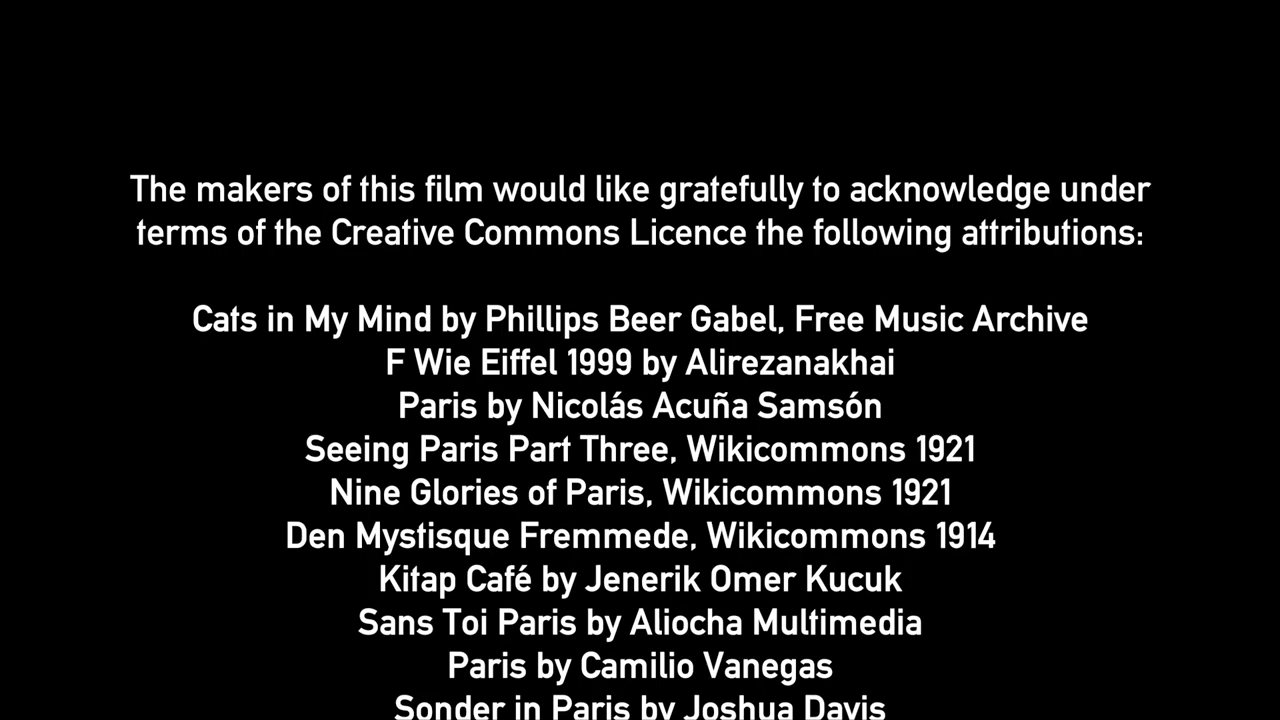 The makers of this film would like gratefully to acknowledge under
terms of the Creative Commons Licence the following attributions:
Cats in My Mind by Phillips Beer Gabel, Free Music Archive
F Wie Eiffel 1999 by Alirezanakhai
Paris by Nicolás Acuña Samsón
Seeing Paris Part Three, Wikicommons 1921
Nine Glories of Paris, Wikicommons 1921
Den Mystisque Fremmede, Wikicommons 1914
Kitap Café by Jenerik Omer Kucuk
Sans Toi Paris by Aliocha Multimedia
Paris by Camilio Vanegas
Sonder in Paris by Joshua Davis